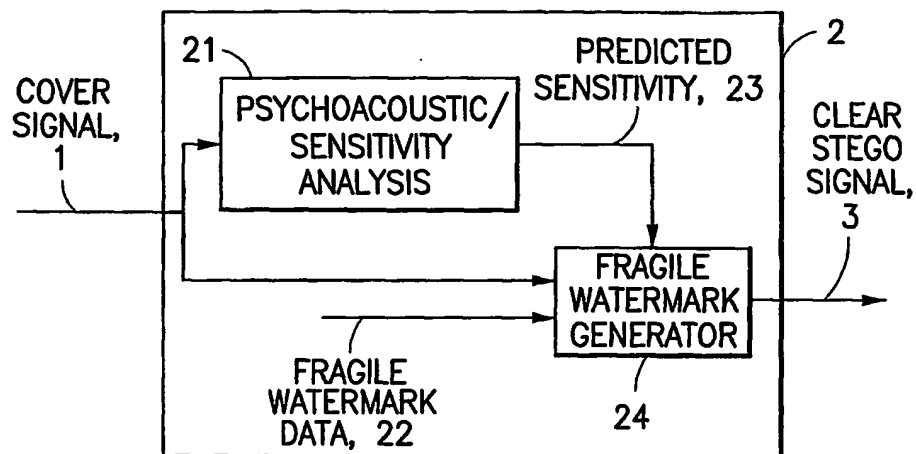 COVER
SIGNAL,
1
21
PSYCHOACOUSTIC/
SENSITIVITY
ANALYSIS
PREDICTED
SENSITIVITY, 23
2
CLEAR
STEGO
SIGNAL,
3
FRAGILE
WATERMARK
GENERATOR
24
FRAGILE
WATERMARK
DATA, 22